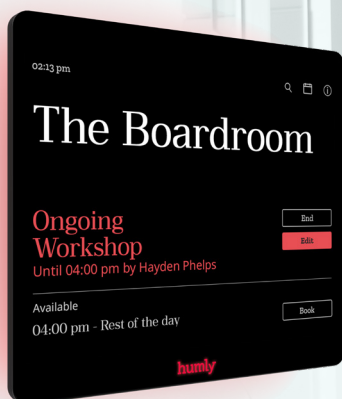 02:13 pm
The Boardroom
Ongoing
Workshop
Until 04:00 pm by Hayden Phelps
End
Edit
Available
04:00 pm - Rest of the day
Book
humly